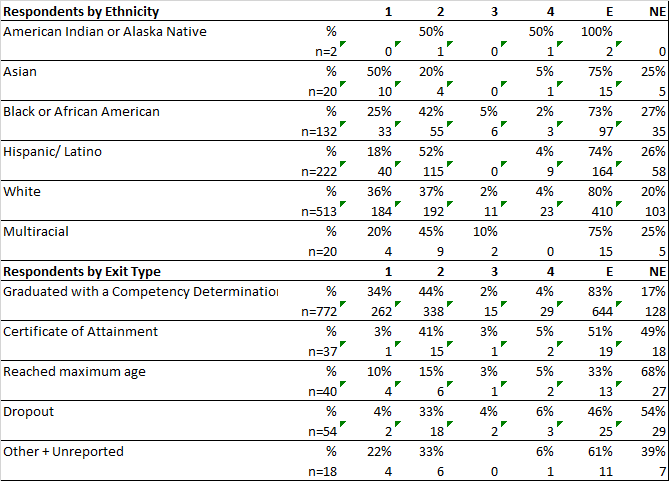 Respondents by Ethnicity 1 2 3 4 E NE
American Indian or Alaska Native % 50% 50% 100%
n=2 0 1 0 1 2 0
Asian % 50% 20% 5% 75% 25%
n=20 10 4 0 1 15 5
Black or African American % 25% 42% 5% 2% 73% 27%
n=132 33 55 6 3 97 35
Hispanic/ Latino % 18% 52% 4% 74% 26%
n=222 40 115 0 9 164 58
White % 36% 37% 2% 4% 80% 20%
n=513 184 192 11 23 410 103
Multiracial % 20% 45% 10% 75% 25%
n=20 4 9 2 0 15 5
Respondents by Exit Type 1 2 3 4 E NE
Graduated with a Competency Determination % 34% 44% 2% 4% 83% 17%
n=772 262 338 15 29 644 128
Certificate of Attainment % 3% 41% 3% 5% 51% 49%
n=37 1 15 1 2 19 18
Reached maximum age % 10% 15% 3% 5% 33% 68%
n=40 4 6 1 2 13 27
Dropout % 4% 33% 4% 6% 46% 54%
n=54 2 18 2 3 25 29
Other + Unreported % 22% 33% 6% 61% 39%
n=18 4 6 0 1 11 7